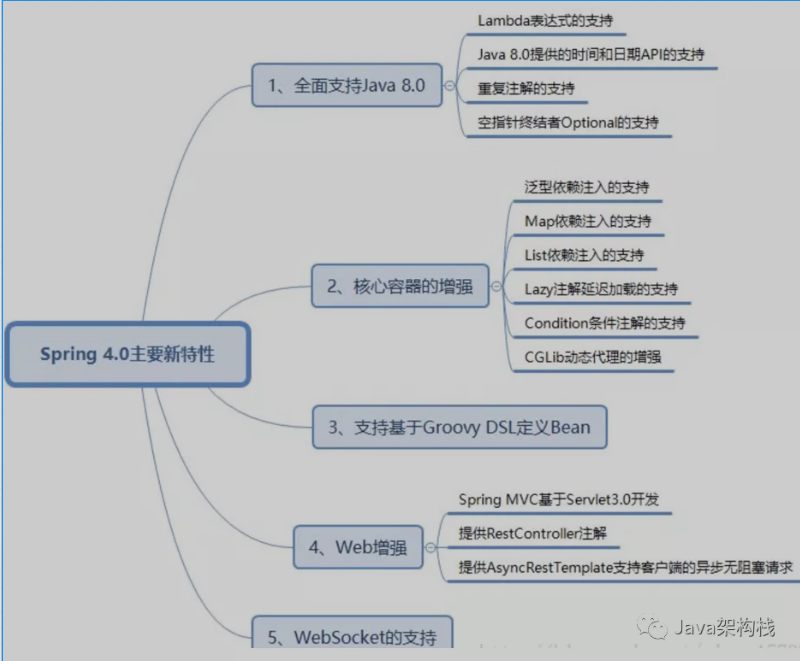 Spring 4.0主要新特性
1、全面支持Java 8.0
Lambda表达式的支持
Java 8.0提供的时间和日期API的支持
重复注解的支持
空指针终结者Optional的支持
2、核心容器的增强
泛型依赖注入的支持
Map依赖注入的支持
List依赖注入的支持
Lazy注解延迟加载的支持
Condition条件注解的支持
CGLib动态代理的增强
3、支持基于Groovy DSL定义Bean
4、Web增强
Spring MVC基于Servlet3.0开发
提供RestController注解
提供AsyncRestTemplate支持客户端的异步无阻塞请求
5、WebSocket的支持
Java架构栈